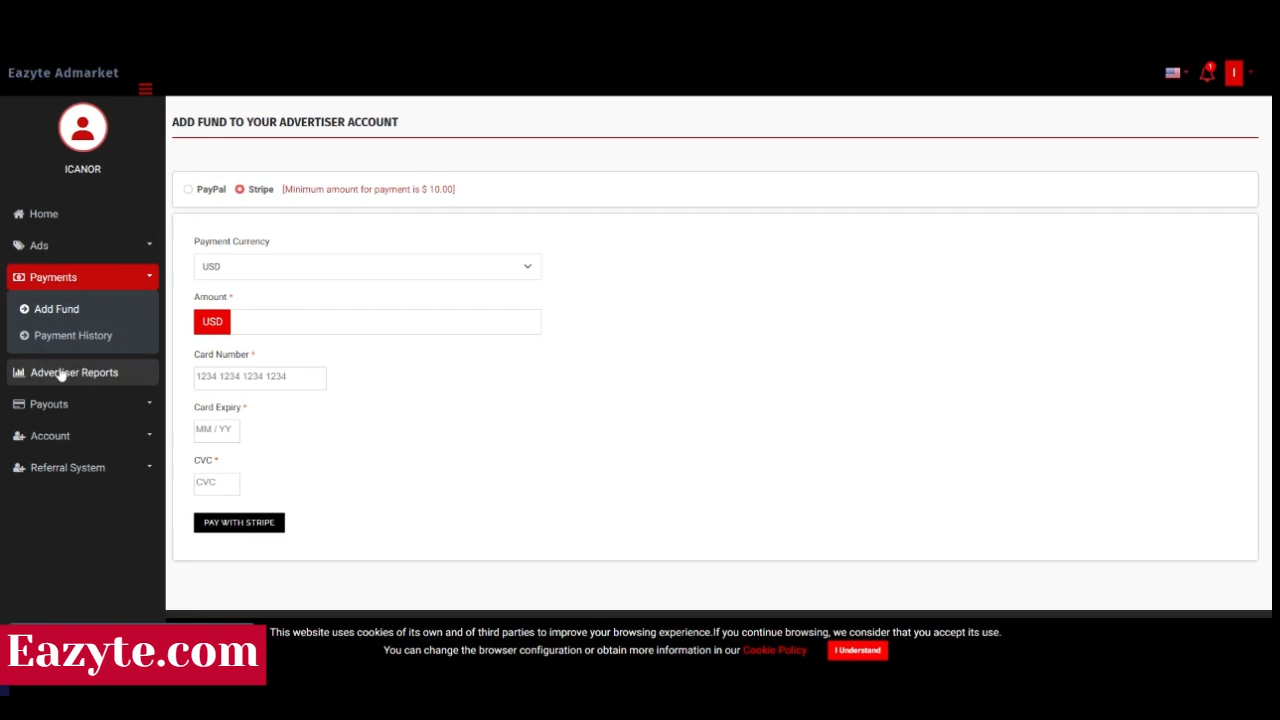 Eazyte Admarket
1
I
ICANOR
Home
Ads
Payments
Add Fund
Payment History
Advertiser Reports
Payouts
Account
Referral System
ADD FUND TO YOUR ADVERTISER ACCOUNT
PayPal Stripe [Minimum amount for payment is $ 10.00]
Payment Currency
USD
Amount *
USD
Card Number *
1234 1234 1234 1234
Card Expiry *
MM / YY
CVC *
CVC
PAY WITH STRIPE
This website uses cookies of its own and of third parties to improve your browsing experience.If you continue browsing, we consider that you accept its use.
You can change the browser configuration or obtain more information in our Cookie Policy
I Understand
Eazyte.com